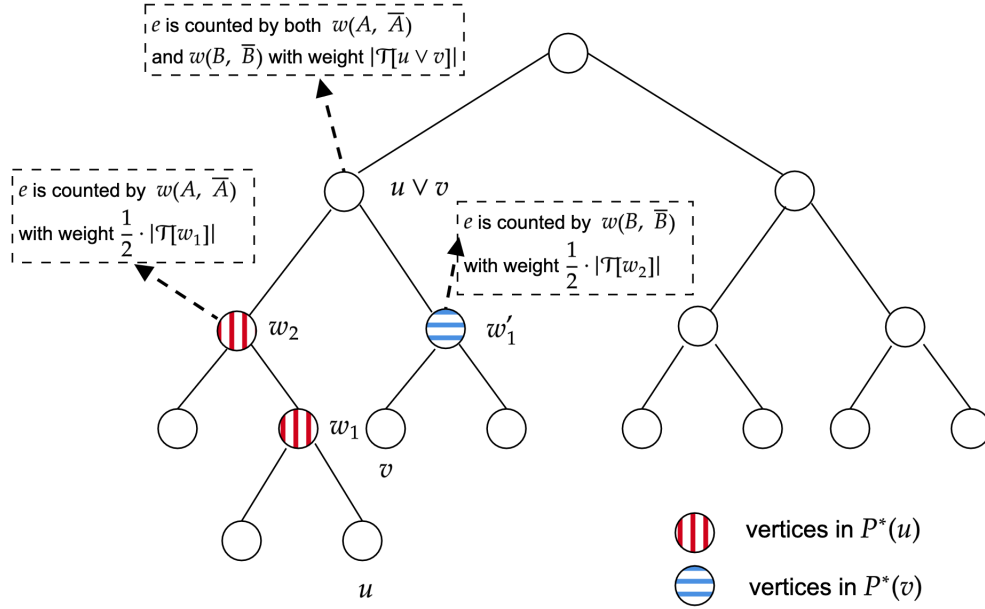 e is counted by both w(A, A̅)
and w(B, B̅) with weight |𝒯[u ∨ v]|
e is counted by w(A, A̅)
with weight 1/2 · |𝒯[w₁]|
u ∨ v
e is counted by w(B, B̅)
with weight 1/2 · |𝒯[w₂]|
w₂
w′₁
w₁
v
u
vertices in P*(u)
vertices in P*(v)